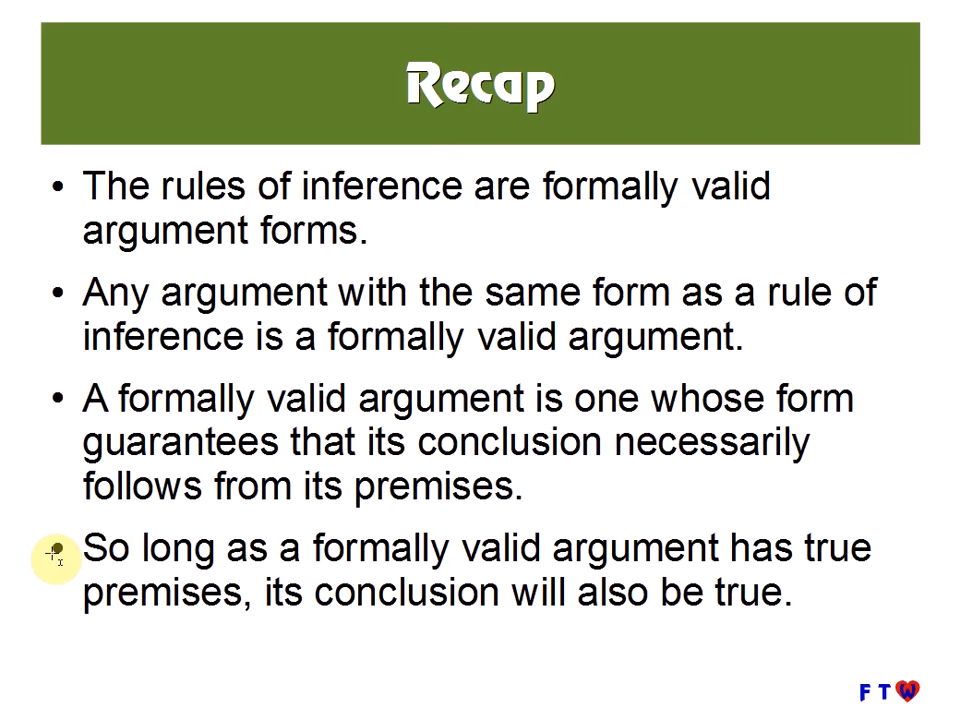 Recap
• The rules of inference are formally valid
argument forms.
• Any argument with the same form as a rule of
inference is a formally valid argument.
• A formally valid argument is one whose form
guarantees that its conclusion necessarily
follows from its premises.
• So long as a formally valid argument has true
premises, its conclusion will also be true.
F T W